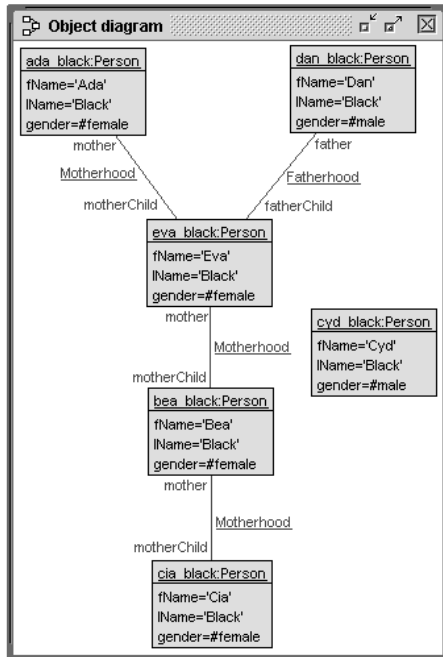 Object diagram
ada_black:Person
fName='Ada'
lName='Black'
gender=#female
dan_black:Person
fName='Dan'
lName='Black'
gender=#male
mother
father
Motherhood
Fatherhood
motherChild
fatherChild
eva_black:Person
fName='Eva'
lName='Black'
gender=#female
mother
cyd_black:Person
fName='Cyd'
lName='Black'
gender=#male
Motherhood
motherChild
bea_black:Person
fName='Bea'
lName='Black'
gender=#female
mother
Motherhood
motherChild
cia_black:Person
fName='Cia'
lName='Black'
gender=#female